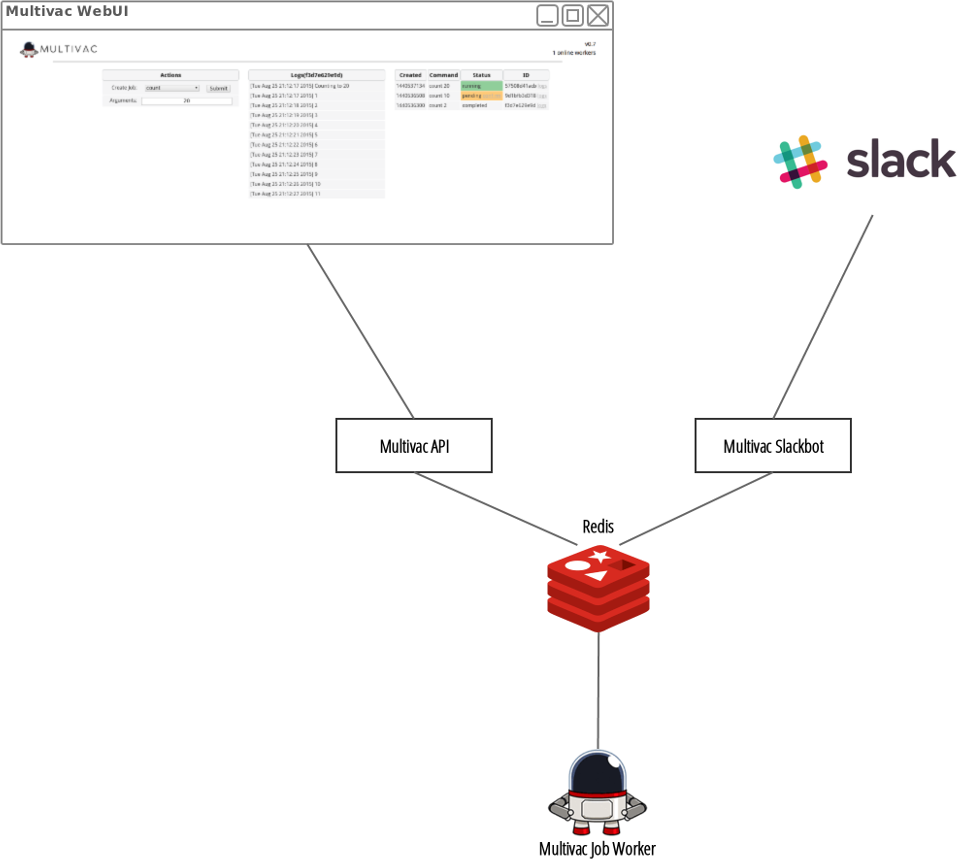 Multivac WebUI
MULTIVAC
v0.7
1 online workers
Actions
Create Job: count Submit
Arguments: 20
Logs(f3d7e629e9d)
[Tue Aug 25 21:12:17 2015] Counting to 20
[Tue Aug 25 21:12:17 2015] 1
[Tue Aug 25 21:12:18 2015] 2
[Tue Aug 25 21:12:19 2015] 3
[Tue Aug 25 21:12:20 2015] 4
[Tue Aug 25 21:12:21 2015] 5
[Tue Aug 25 21:12:22 2015] 6
[Tue Aug 25 21:12:23 2015] 7
[Tue Aug 25 21:12:24 2015] 8
[Tue Aug 25 21:12:25 2015] 9
[Tue Aug 25 21:12:26 2015] 10
[Tue Aug 25 21:12:27 2015] 11
Created Command Status ID
count 20 running
count 10 pending
count 2 completed
slack
Multivac API
Multivac Slackbot
Redis
Multivac Job Worker